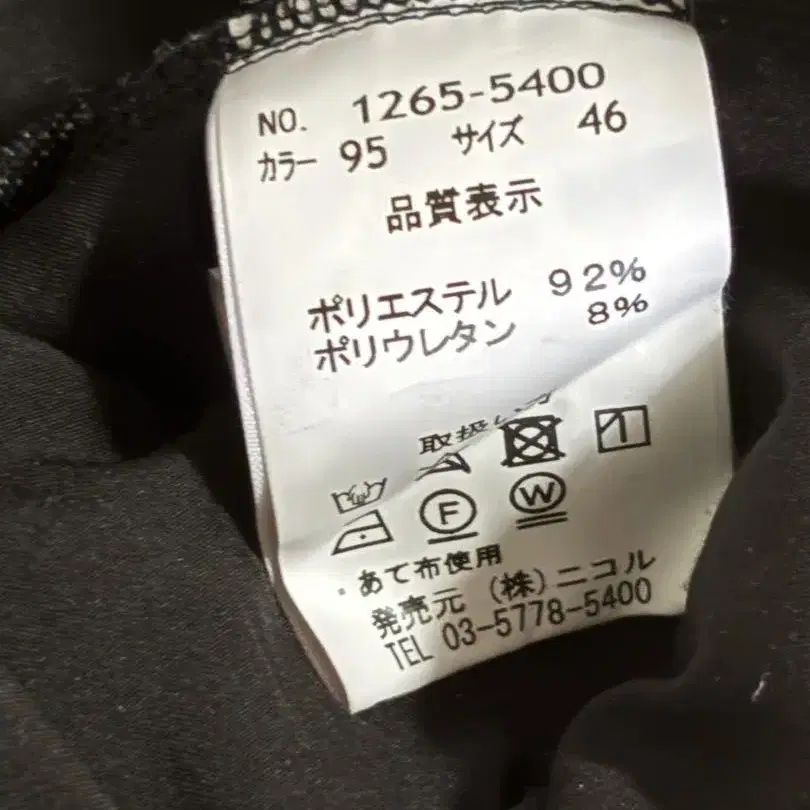 NO. 1265-5400
カラー 95 サイズ 46
品質表示
ポリエステル 92%
ポリウレタン 8%
取扱
F W
・あて布使用
発売元 (株)ニコル
TEL 03-5778-5400